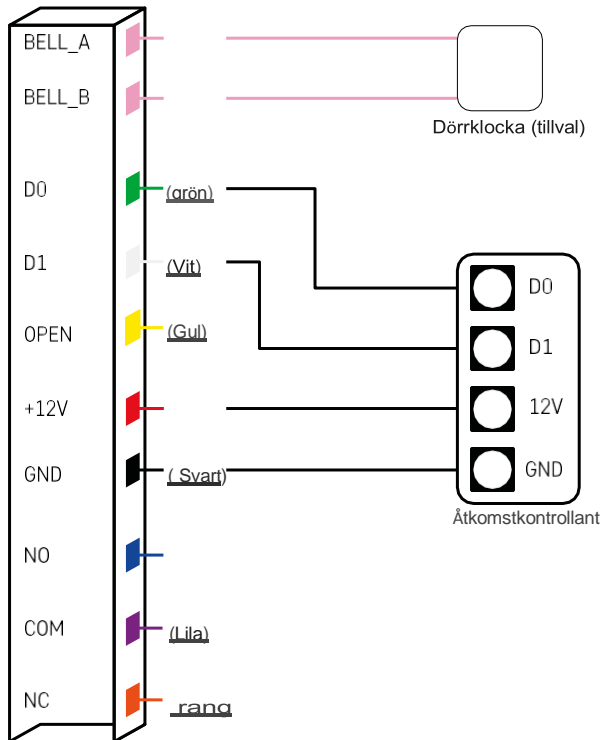 BELL_A
BELL_B
Dörrklocka (tillval)
D0 (grön)
D1 (Vit)
OPEN (Gul)
+12V
GND ( Svart)
NO
COM (Lila)
NC rang
D0
D1
12V
GND
Åtkomstkontrollant